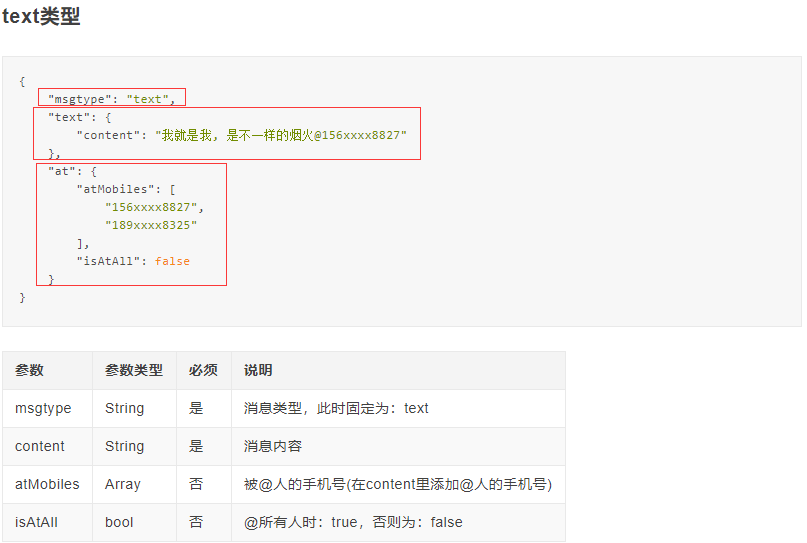 text类型
{
"msgtype": "text",
"text": {
"content": "我就是我, 是不一样的烟火@156xxxx8827"
},
"at": {
"atMobiles": [
"156xxxx8827",
"189xxxx8325"
],
"isAtAll": false
}
}
参数 参数类型 必须 说明
msgtype String 是 消息类型，此时固定为：text
content String 是 消息内容
atMobiles Array 否 被@人的手机号(在content里添加@人的手机号)
isAtAll bool 否 @所有人时：true，否则为：false